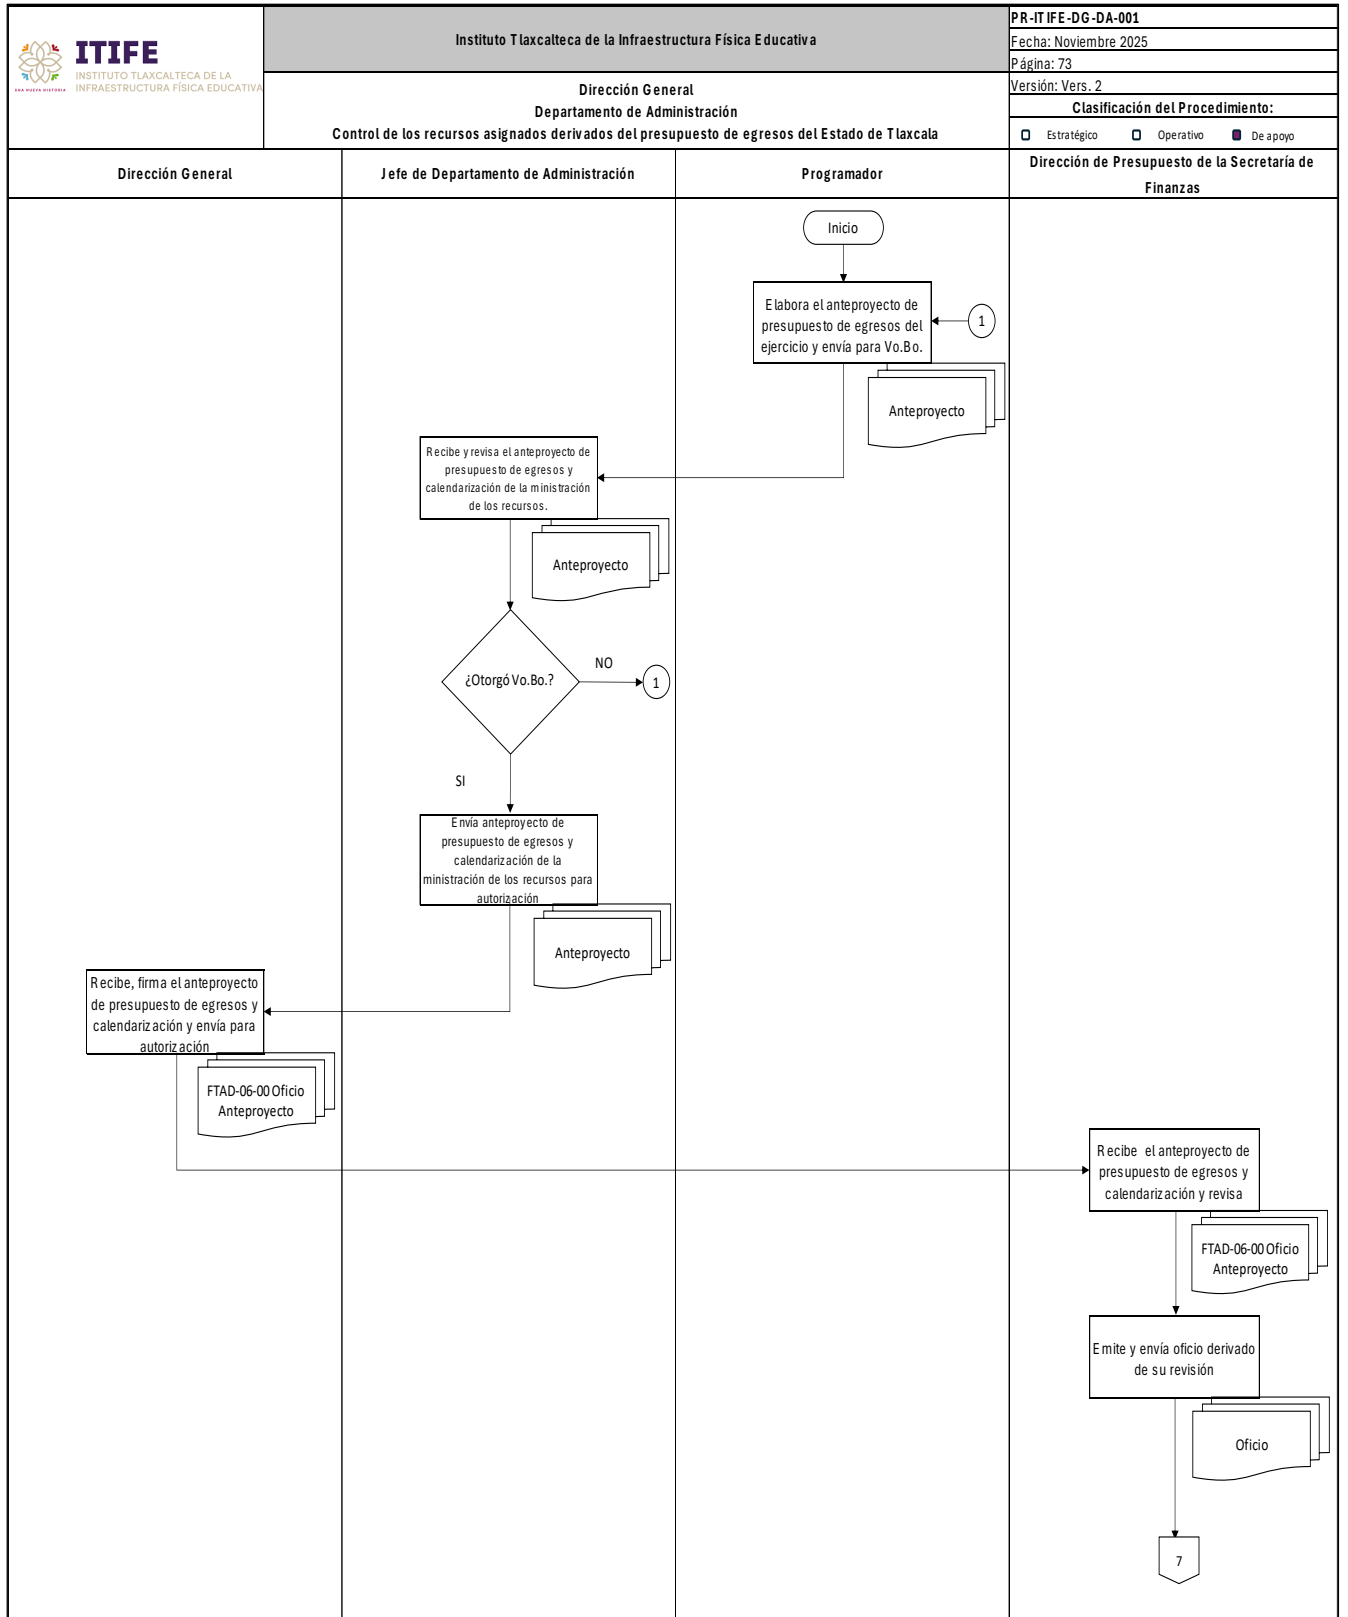 ITIFE
INSTITUTO TLAXCALTECA DE LA
INFRAESTRUCTURA FÍSICA EDUCATIVA
UNA NUEVA HISTORIA
Instituto Tlaxcalteca de la Infraestructura Física Educativa
PR-ITIFE-DG-DA-001
Fecha: Noviembre 2025
Página: 73
Versión: Vers. 2
Dirección General
Departamento de Administración
Control de los recursos asignados derivados del presupuesto de egresos del Estado de Tlaxcala
Clasificación del Procedimiento:
Estratégico Operativo De apoyo
Dirección General
Jefe de Departamento de Administración
Programador
Dirección de Presupuesto de la Secretaría de
Finanzas
Inicio
Elabora el anteproyecto de
presupuesto de egresos del
ejercicio y envía para Vo.Bo.
1
Anteproyecto
Recibe y revisa el anteproyecto de
presupuesto de egresos y
calendarización de la ministración
de los recursos.
Anteproyecto
¿Otorgó Vo.Bo.?
NO
1
SI
Envía anteproyecto de
presupuesto de egresos y
calendarización de la
ministración de los recursos para
autorización
Anteproyecto
Recibe, firma el anteproyecto
de presupuesto de egresos y
calendarización y envía para
autorización
FTAD-06-00 Oficio
Anteproyecto
Recibe el anteproyecto de
presupuesto de egresos y
calendarización y revisa
FTAD-06-00 Oficio
Anteproyecto
Emite y envía oficio derivado
de su revisión
Oficio
7